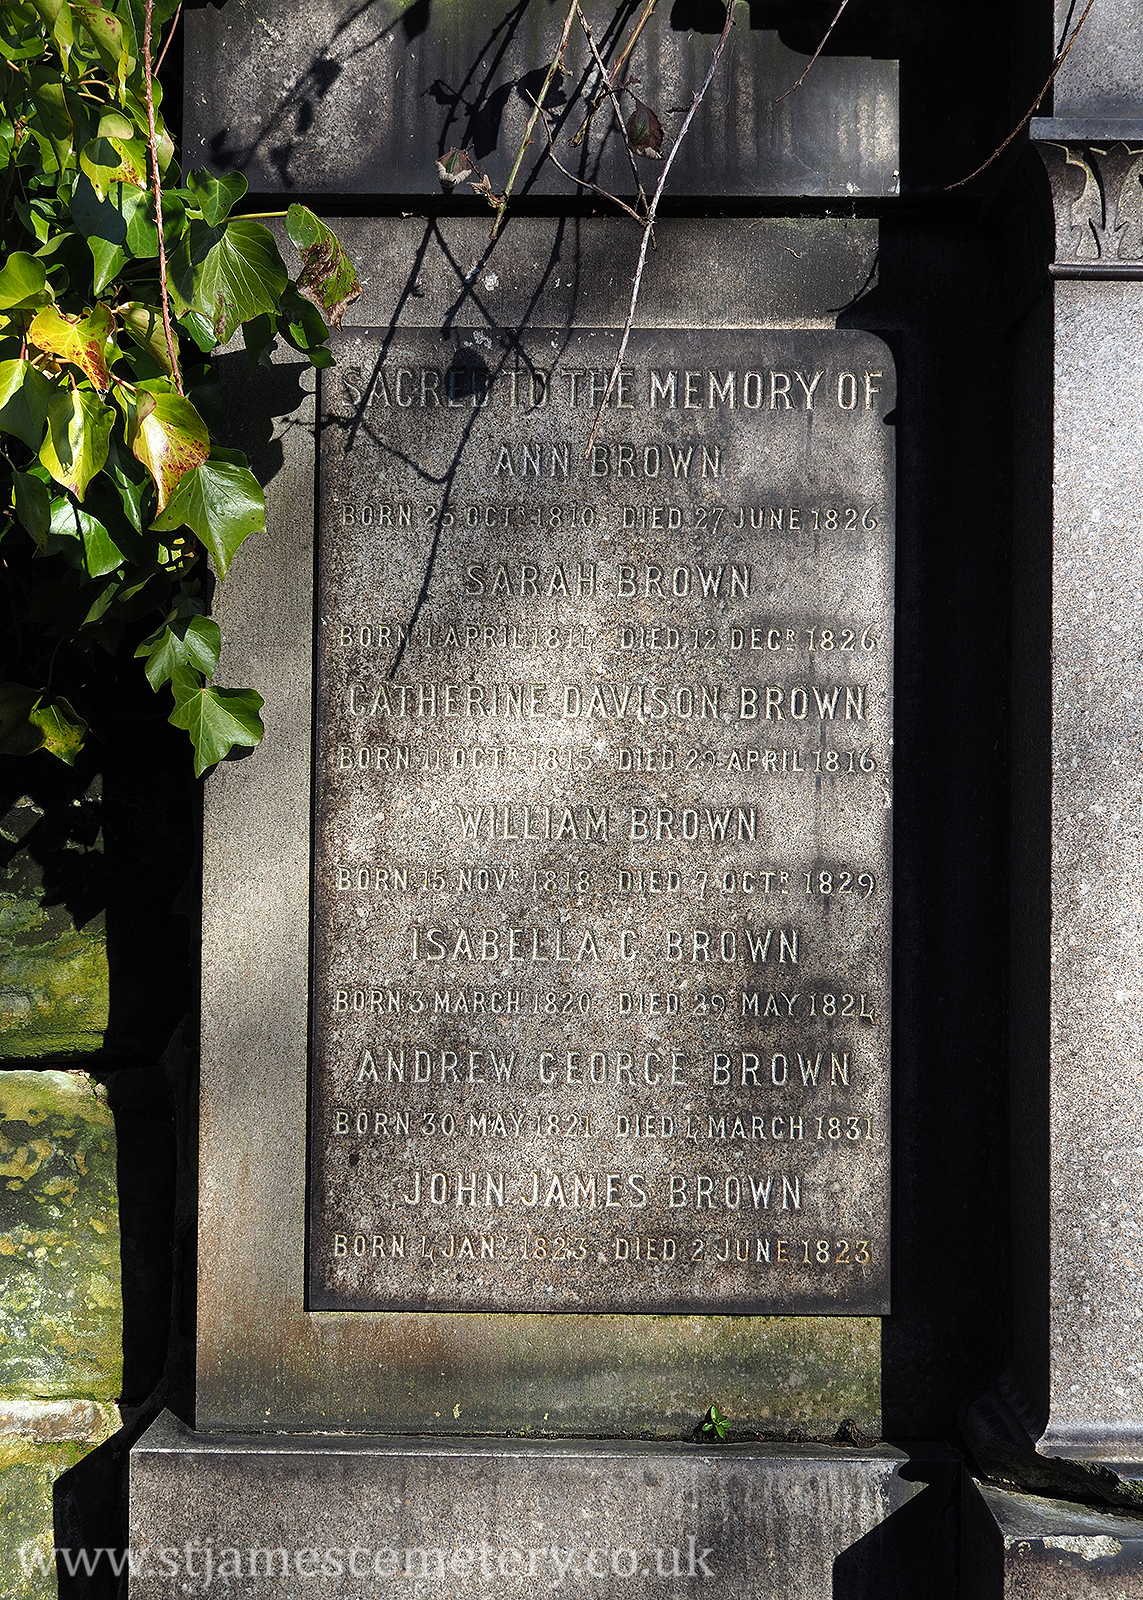 SACRED TO THE MEMORY OF
ANN BROWN
BORN 25 OCTR 1810. DIED 27 JUNE 1826
SARAH BROWN
BORN 1 APRIL 1814 DIED 12 DECR 1826
CATHERINE DAVISON BROWN
BORN 11 OCTR 1815 DIED 29 APRIL 1816
WILLIAM BROWN
BORN 15 NOVR 1818 DIED 7 OCTR 1829
ISABELLA G. BROWN
BORN 3 MARCH 1820 DIED 29 MAY 1824
ANDREW GEORGE BROWN
BORN 30 MAY 1821 DIED 4 MARCH 1831
JOHN JAMES BROWN
BORN 4 JANY 1823. DIED 2 JUNE 1823
www.stjamescemetery.co.uk